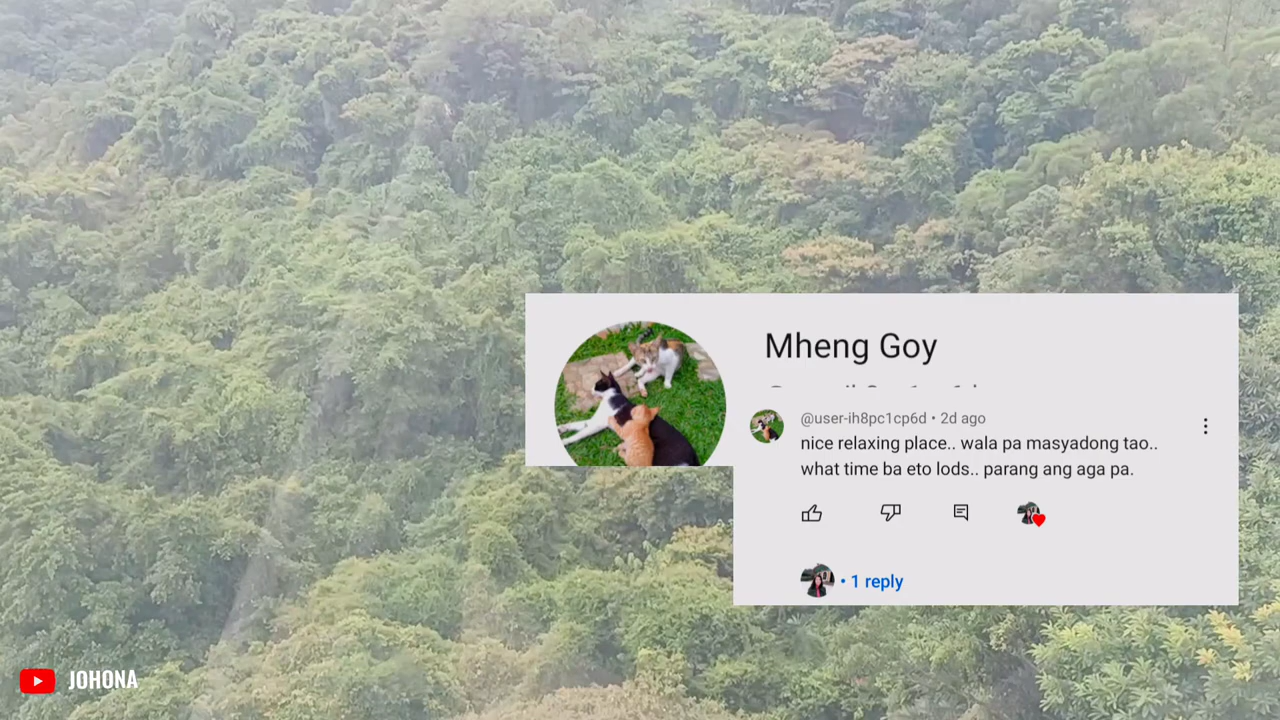 Mheng Goy
@user-ih8pc1cp6d • 2d ago
nice relaxing place.. wala pa masyadong tao..
what time ba eto lods.. parang ang aga pa.
• 1 reply
JOHONA